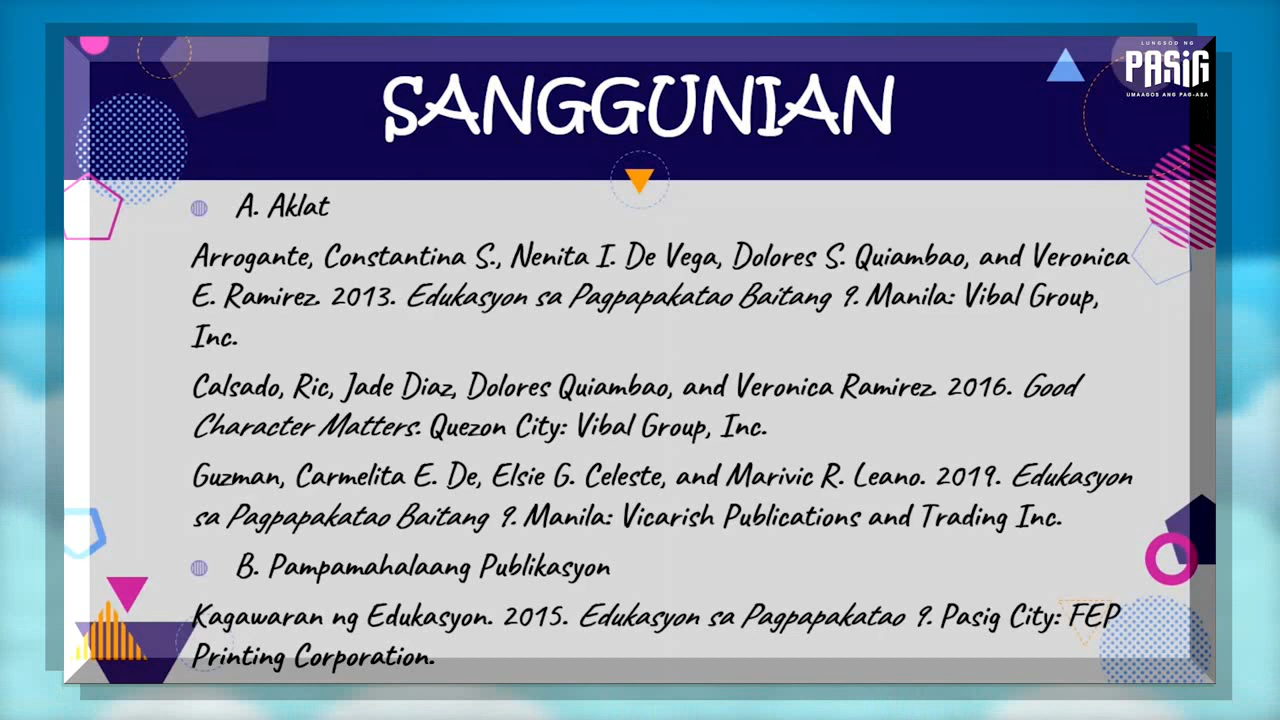 LUNGSOD NG
PASiG
UMAAGOS ANG PAG-ASA
SANGGUNIAN
A. Aklat
Arrogante, Constantina S., Nenita I. De Vega, Dolores S. Quiambao, and Veronica
E. Ramirez. 2013. Edukasyon sa Pagpapakatao Baitang 9. Manila: Vibal Group,
Inc.
Calsado, Ric, Jade Diaz, Dolores Quiambao, and Veronica Ramirez. 2016. Good
Character Matters. Quezon City: Vibal Group, Inc.
Guzman, Carmelita E. De, Elsie G. Celeste, and Marivic R. Leano. 2019. Edukasyon
sa Pagpapakatao Baitang 9. Manila: Vicarish Publications and Trading Inc.
B. Pampamahalaang Publikasyon
Kagawaran ng Edukasyon. 2015. Edukasyon sa Pagpapakatao 9. Pasig City: FEP
Printing Corporation.